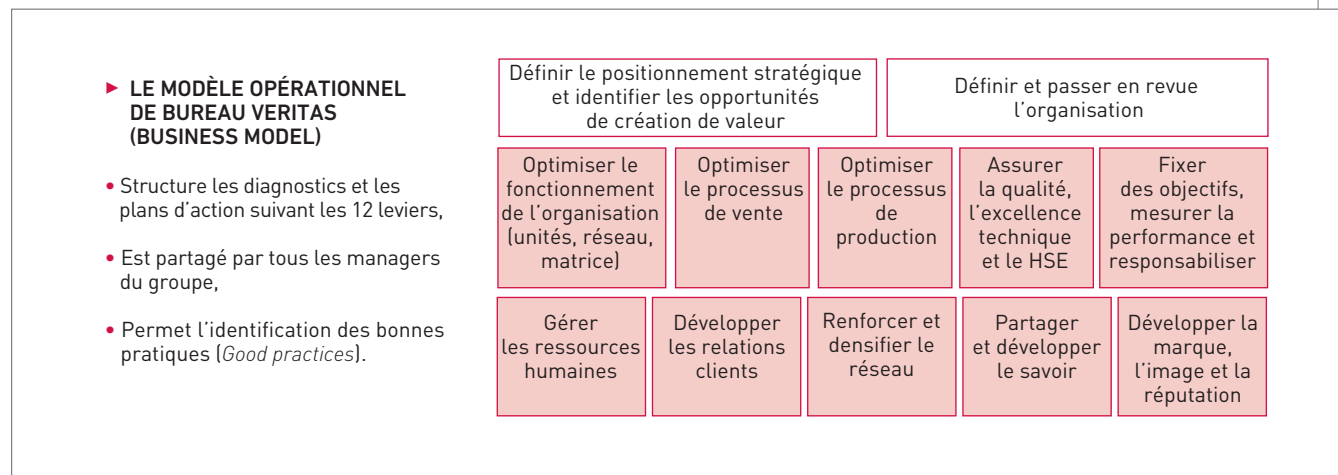 ► LE MODÈLE OPÉRATIONNEL
DE BUREAU VERITAS
(BUSINESS MODEL)
• Structure les diagnostics et les
plans d'action suivant les 12 leviers,
• Est partagé par tous les managers
du groupe,
• Permet l'identification des bonnes
pratiques (Good practices).
Définir le positionnement stratégique
et identifier les opportunités
de création de valeur
Définir et passer en revue
l'organisation
Optimiser le
fonctionnement
de l'organisation
(unités, réseau,
matrice)
Optimiser
le processus
de vente
Optimiser
le processus
de
production
Assurer
la qualité,
l'excellence
technique
et le HSE
Fixer
des objectifs,
mesurer la
performance et
responsabiliser
Gérer
les ressources
humaines
Développer
les relations
clients
Renforcer et
densifier le
réseau
Partager
et développer
le savoir
Développer la
marque,
l'image et la
réputation